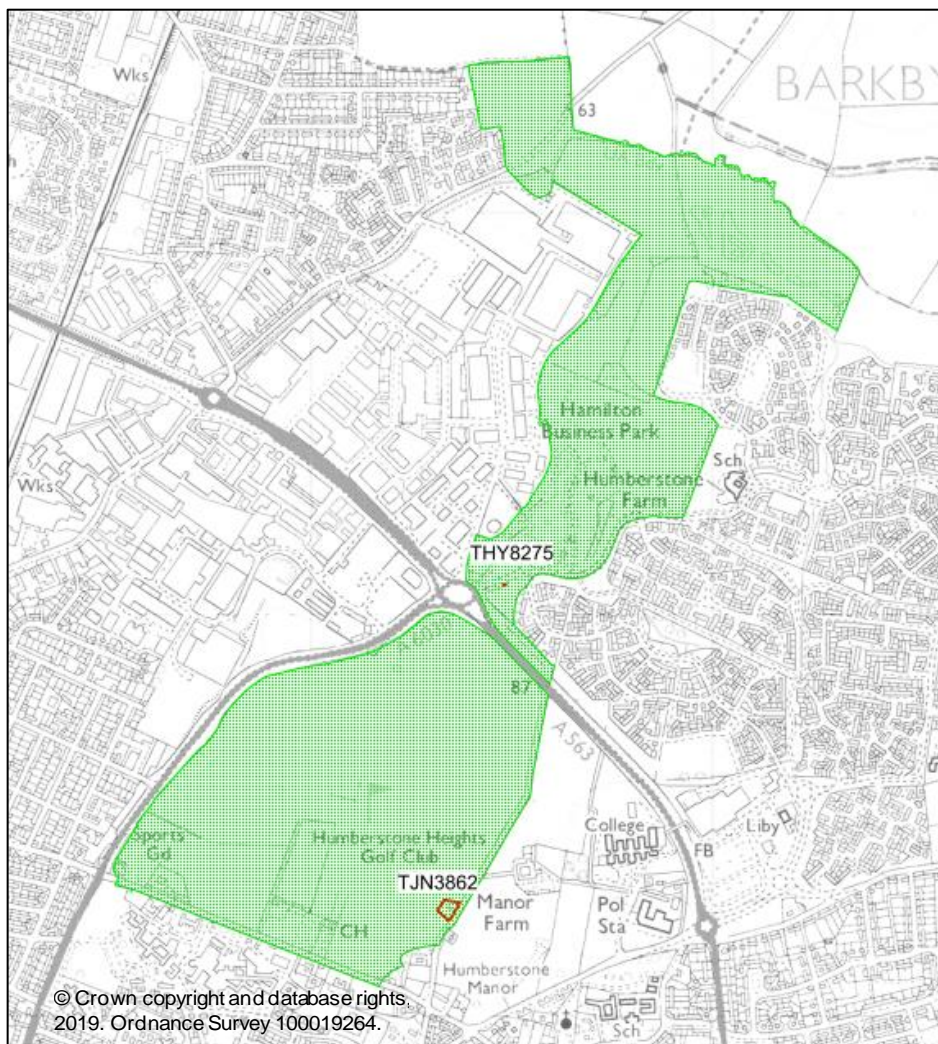 Wks
BARKBY
63
Hamilton
Business Park
Sch
Humberstone
Farm
Wks
THY8275
A 6030
87
A 563
Sports
Gd
Humberstone Heights
Golf Club
College
Liby
FB
TJN3862
Manor
Farm
Pol
Sta
CH
Humberstone
Manor
Sch
© Crown copyright and database rights,
2019. Ordnance Survey 100019264.